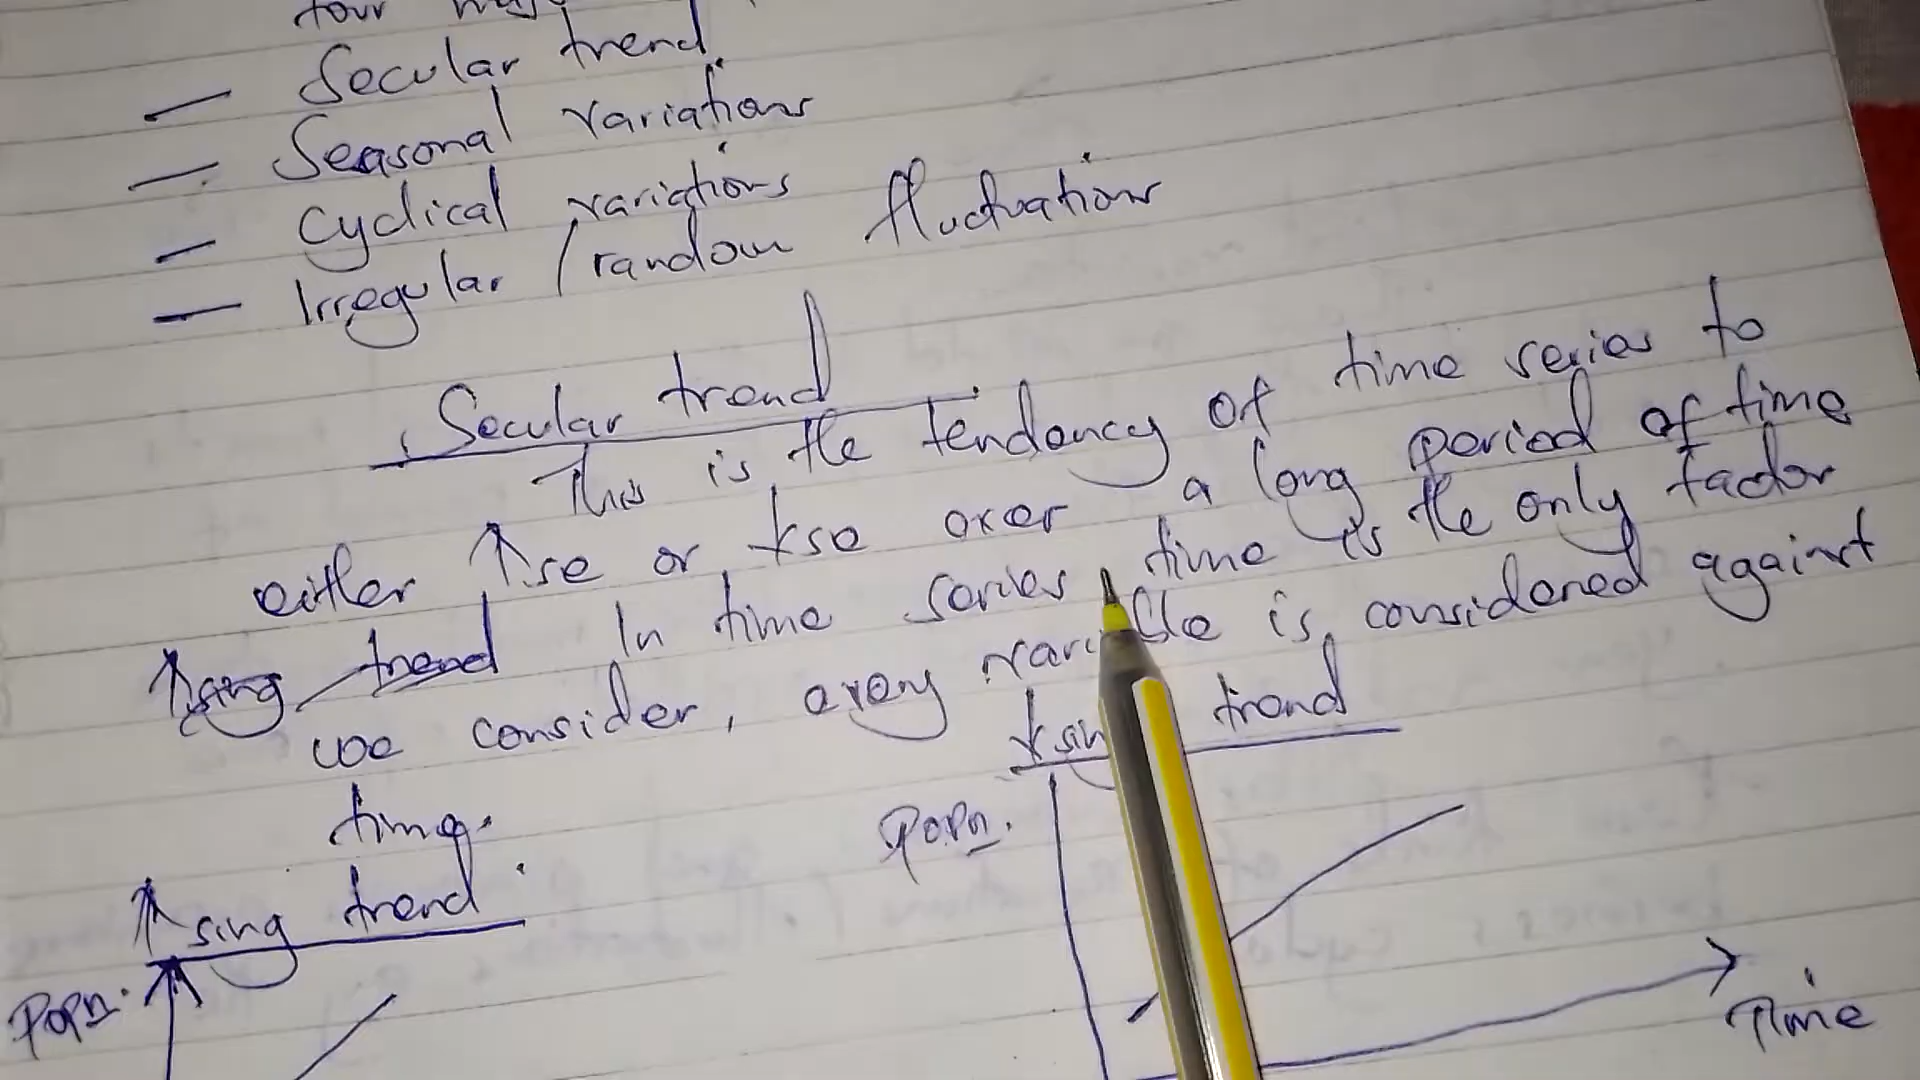 four
— Secular trend
— Seasonal variations
— Cyclical variations
— Irregular / random fluctuations
Secular trend
This is the tendency of time series to
either ↑se or ↓se over a long period of time
↑sing trend In time series time is the only factor
we consider, every variable is considered against
time.
↑sing trend
↓sing trend
Popn.
Popn.
Time